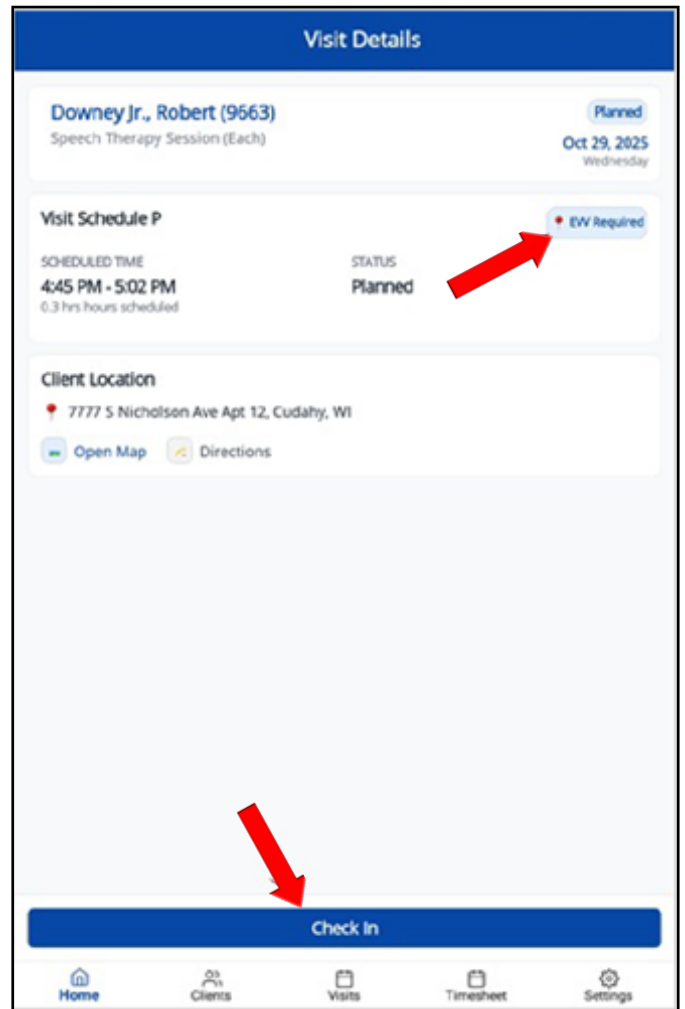 Visit Details
Downey Jr., Robert (9663)
Planned
Speech Therapy Session (Each)
Oct 29, 2025
Wednesday
Visit Schedule P
EVV Required
SCHEDULED TIME
STATUS
4:45 PM - 5:02 PM
Planned
0.3 hrs hours scheduled
Client Location
7777 S Nicholson Ave Apt 12, Cudahy, WI
Open Map
Directions
Check In
Home
Clients
Visits
Timesheet
Settings